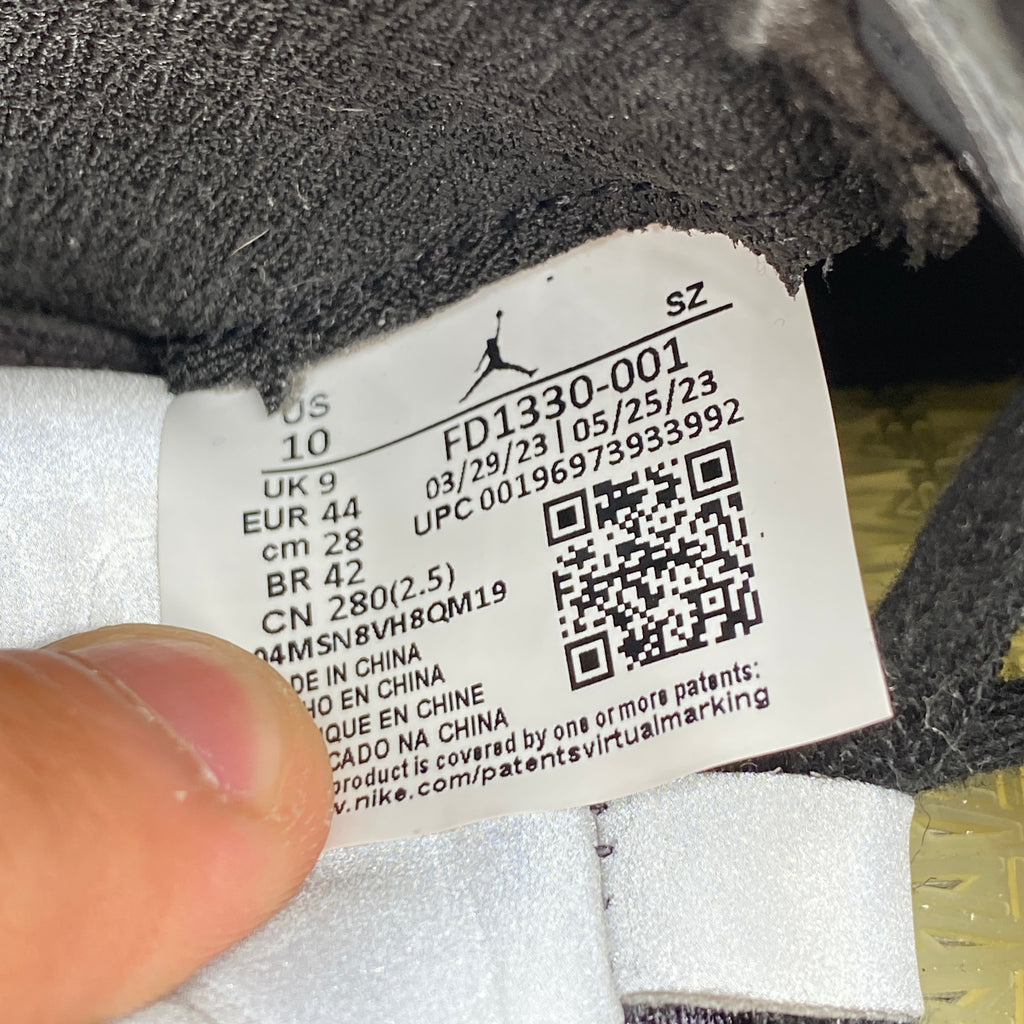 SZ
US
10
FD1330-001
03/29/23 | 05/25/23
UPC 00196973933992
UK 9
EUR 44
cm 28
BR 42
CN 280(2.5)
04MSN8VH8QM19
DE IN CHINA
HO EN CHINA
QUE EN CHINE
CADO NA CHINA
product is covered by one or more patents:
v.nike.com/patentsvirtualmarking